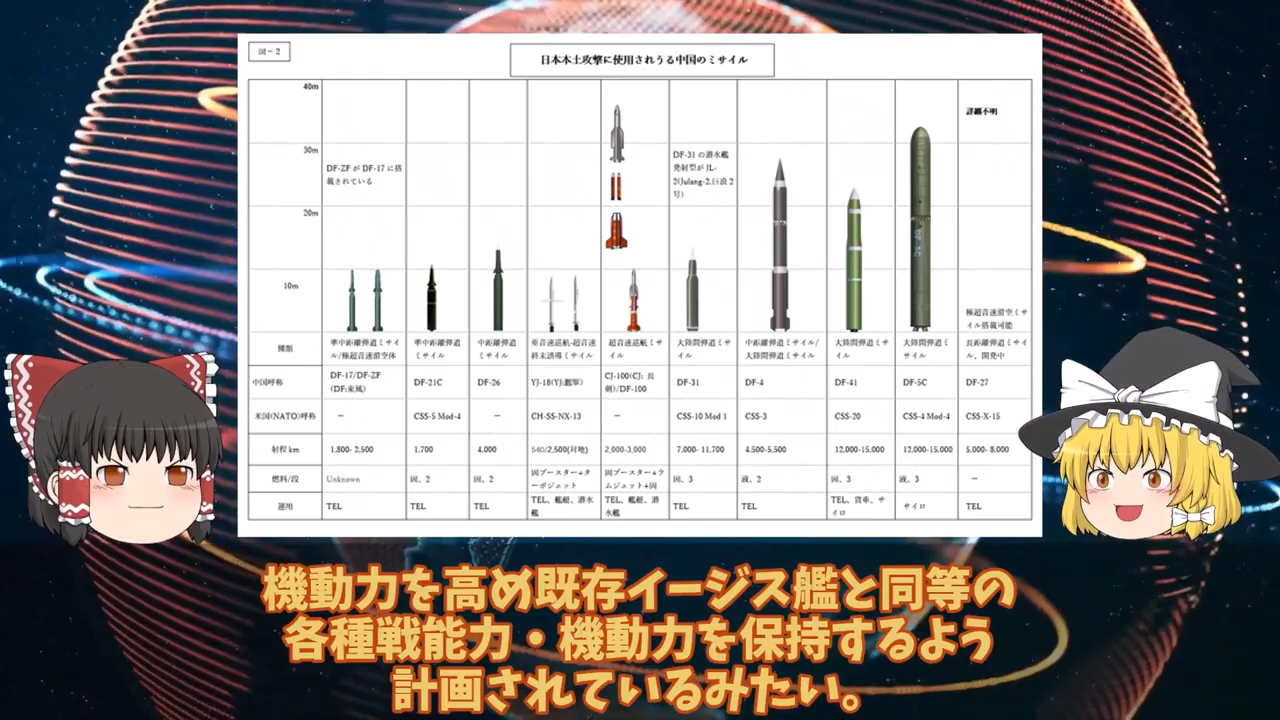 図－2
日本本土攻撃に使用されうる中国のミサイル
40m
30m
20m
10m
DF-ZF が DF-17 に搭
載されている
DF-31 の潜水艦
発射型が JL-
2(Julang-2,巨浪 2
号)
詳細不明
極超音速滑空ミサ
イル搭載可能
DF-5C
種類
準中距離弾道ミサイ
ル/極超音速滑空体
準中距離弾道
ミサイル
中距離弾道
ミサイル
亜音速巡航-超音速
終末誘導ミサイル
超音速巡航ミサ
イル
大陸間弾道ミサ
イル
中距離弾道ミサイル/
大陸間弾道ミサイル
大陸間弾道ミ
サイル
大陸間弾道ミ
サイル
長距離弾道ミサイ
ル、開発中
中国呼称
DF-17/DF-ZF
(DF:東風)
DF-21C
DF-26
YJ-18(YJ:鷹撃)
CJ-100(CJ: 長
剣)/DF-100
DF-31
DF-4
DF-41
DF-5C
DF-27
米国(NATO)呼称
－
CSS-5 Mod-4
－
CH-SS-NX-13
－
CSS-10 Mod 1
CSS-3
CSS-20
CSS-4 Mod-4
CSS-X-15
射程 km
1,800- 2,500
1,700
4,000
540/2,500(対地)
2,000-3,000
7,000- 11,700
4,500-5,500
12,000-15,000
12,000-15,000
5,000- 8,000
燃料/段
Unknown
固、2
固、2
固ブースター+タ
ーボジェット
固ブースター+ラ
ムジェット+固
固、3
液、2
固、3
液、3
－
運用
TEL
TEL
TEL
TEL、艦艇、潜水
艦
TEL、艦艇、潜
水艦
TEL
TEL
TEL、貨車、サ
イロ
サイロ
TEL
機動力を高め既存イージス艦と同等の
各種戦能力・機動力を保持するよう
計画されているみたい。